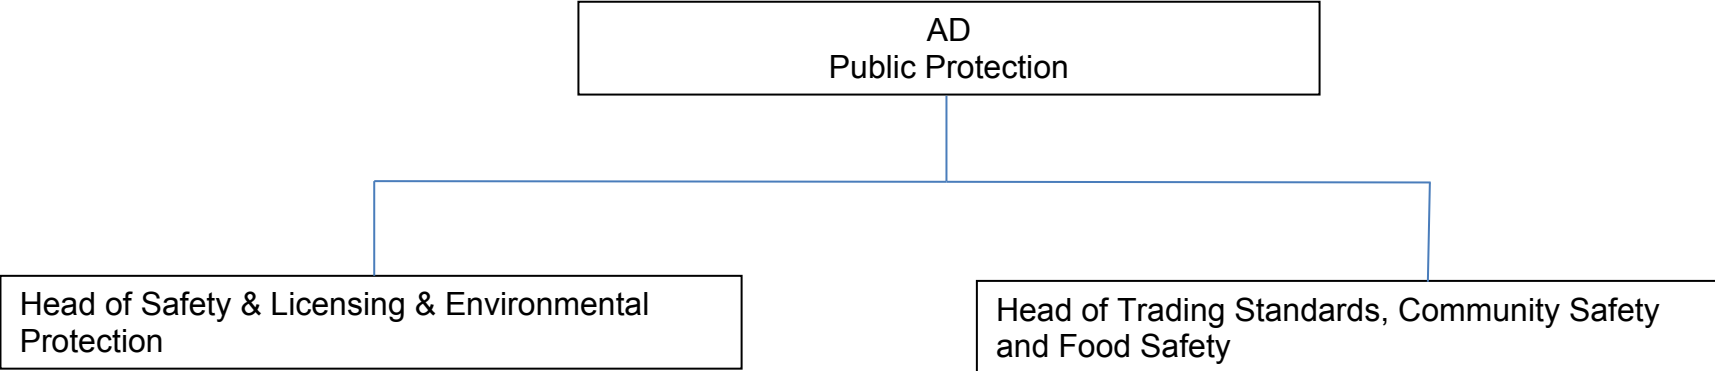 AD
Public Protection
Head of Safety & Licensing & Environmental
Protection
Head of Trading Standards, Community Safety
and Food Safety